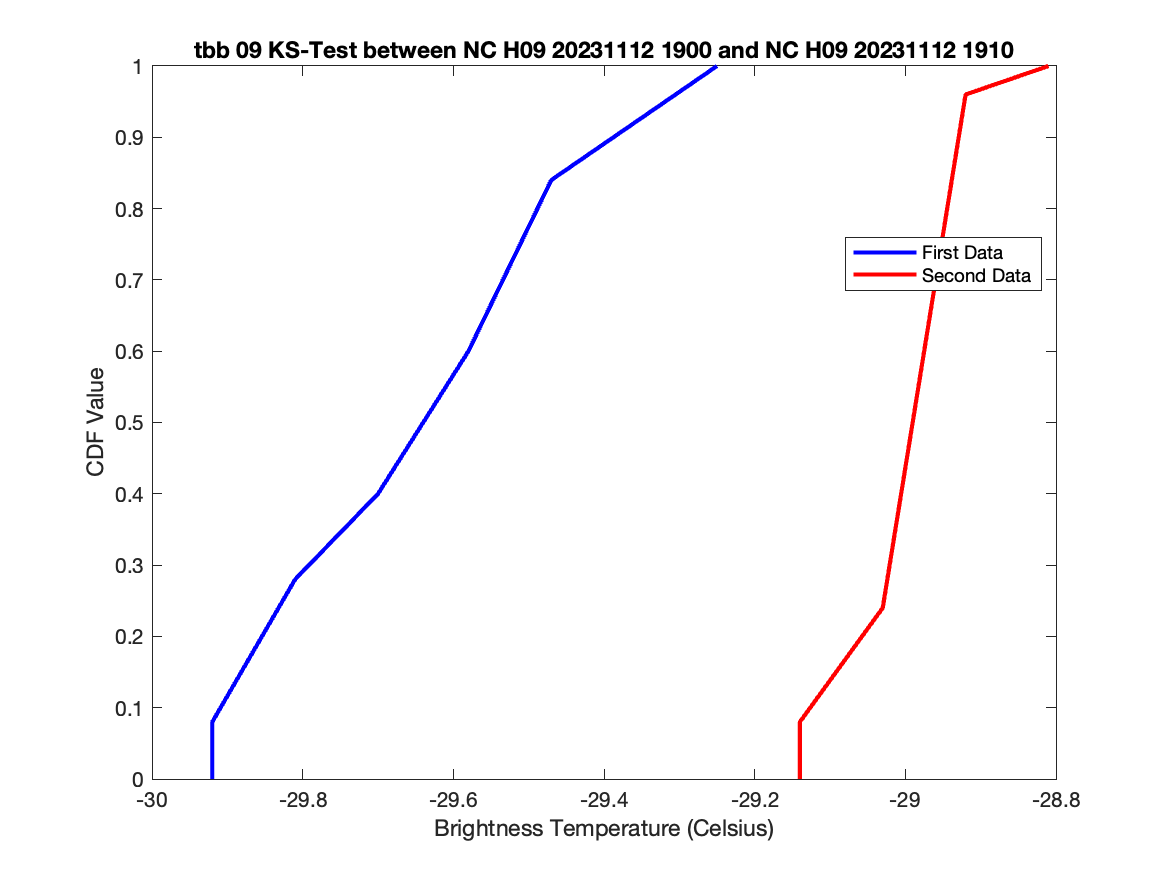 tbb 09 KS-Test between NC H09 20231112 1900 and NC H09 20231112 1910
1
0.9
0.8
0.7
0.6
0.5
0.4
0.3
0.2
0.1
0
CDF Value
First Data
Second Data
-30 -29.8 -29.6 -29.4 -29.2 -29 -28.8
Brightness Temperature (Celsius)